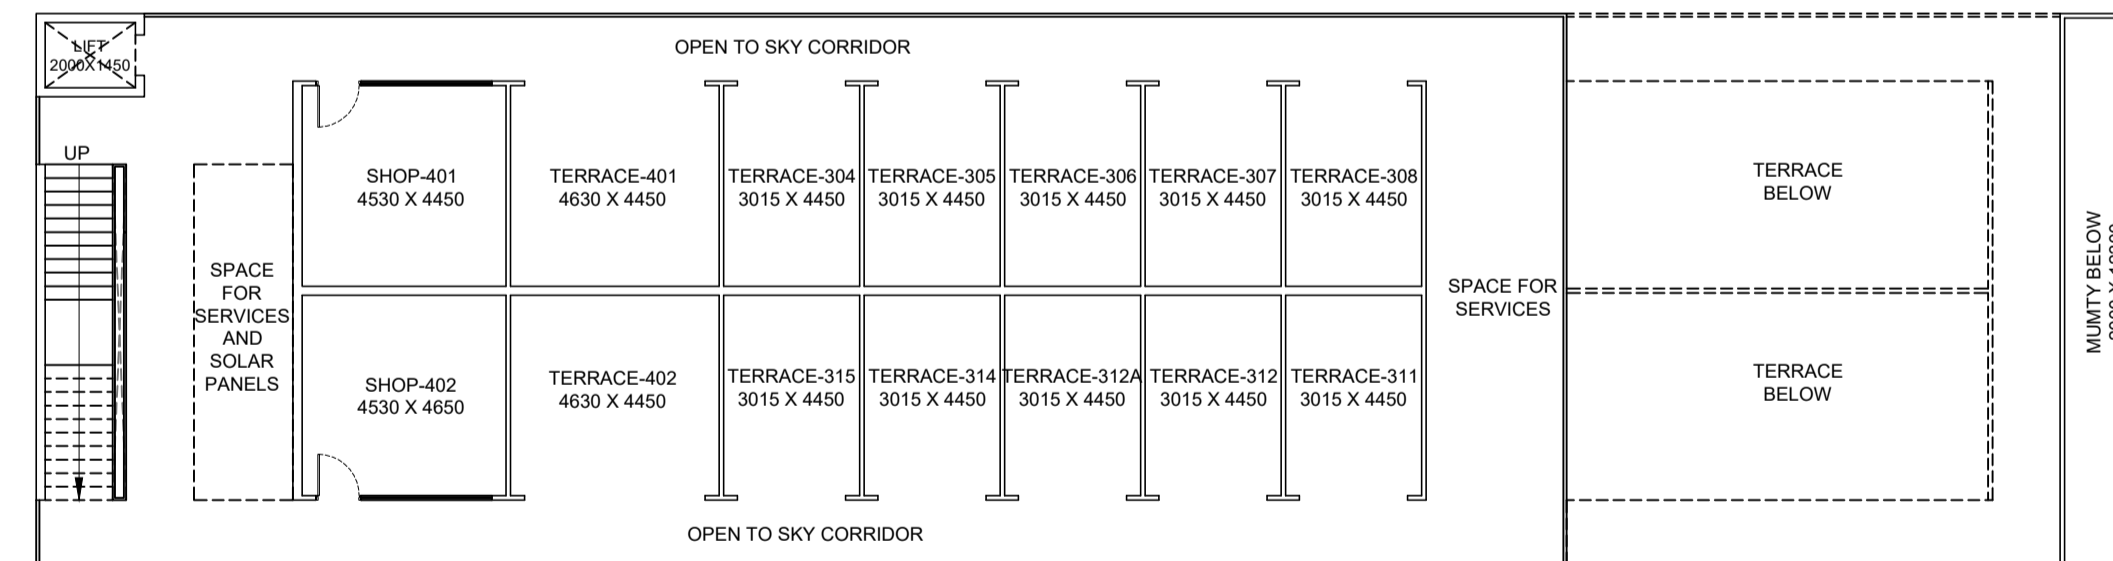 LIFT
2000X1450
OPEN TO SKY CORRIDOR
UP
SPACE
FOR
SERVICES
AND
SOLAR
PANELS
SHOP-401
4530 X 4450
TERRACE-401
4630 X 4450
TERRACE-304
3015 X 4450
TERRACE-305
3015 X 4450
TERRACE-306
3015 X 4450
TERRACE-307
3015 X 4450
TERRACE-308
3015 X 4450
SHOP-402
4530 X 4650
TERRACE-402
4630 X 4450
TERRACE-315
3015 X 4450
TERRACE-314
3015 X 4450
TERRACE-312A
3015 X 4450
TERRACE-312
3015 X 4450
TERRACE-311
3015 X 4450
SPACE FOR
SERVICES
TERRACE
BELOW
TERRACE
BELOW
MUMTY BELOW
OPEN TO SKY CORRIDOR